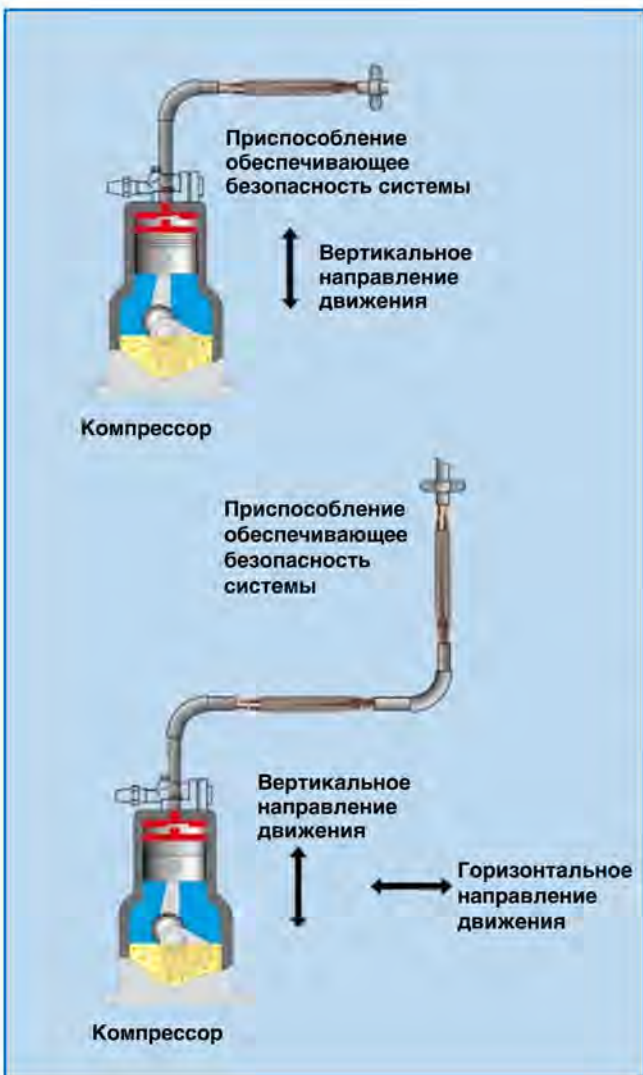 Приспособление
обеспечивающее
безопасность системы
Вертикальное
направление
движения
Компрессор
Приспособление
обеспечивающее
безопасность
системы
Вертикальное
направление
движения
Горизонтальное
направление
движения
Компрессор